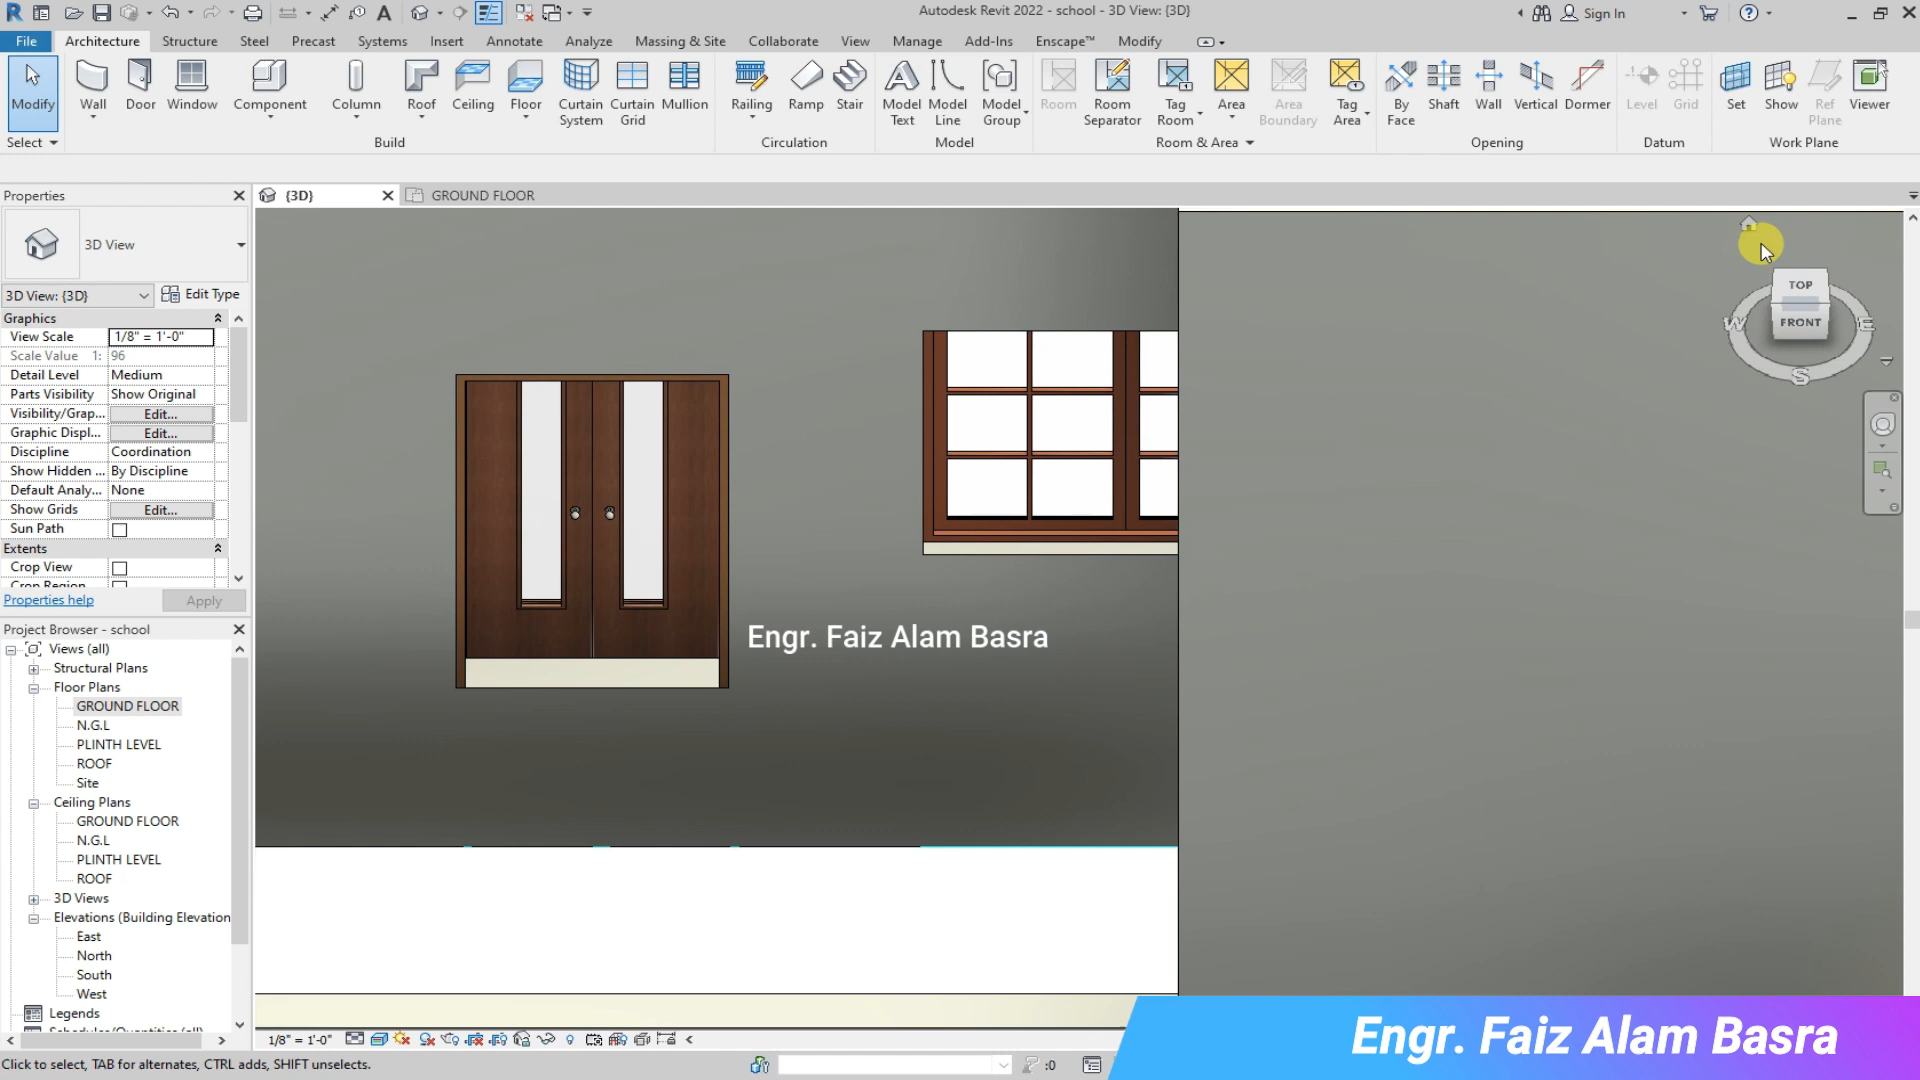 Autodesk Revit 2022 - school - 3D View: {3D}
Sign In
File Architecture Structure Steel Precast Systems Insert Annotate Analyze Massing & Site Collaborate View Manage Add-Ins Enscape™ Modify
Modify Wall Door Window Component Column Roof Ceiling Floor Curtain System Curtain Grid Mullion Railing Ramp Stair Model Text Model Line Model Group Room Room Separator Tag Room Area Area Boundary Tag Area By Face Shaft Wall Vertical Dormer Level Grid Set Show Ref Plane Viewer
Select Build Circulation Model Room & Area Opening Datum Work Plane
Properties
{3D} GROUND FLOOR
3D View
3D View: {3D} Edit Type
Graphics
View Scale 1/8" = 1'-0"
Scale Value 1: 96
Detail Level Medium
Parts Visibility Show Original
Visibility/Grap... Edit...
Graphic Displ... Edit...
Discipline Coordination
Show Hidden ... By Discipline
Default Analy... None
Show Grids Edit...
Sun Path
Extents
Crop View
Crop Region
Properties help Apply
Project Browser - school
Views (all)
Structural Plans
Floor Plans
GROUND FLOOR
N.G.L
PLINTH LEVEL
ROOF
Site
Ceiling Plans
GROUND FLOOR
N.G.L
PLINTH LEVEL
ROOF
3D Views
Elevations (Building Elevation
East
North
South
West
Legends
Schedules/Quantities (all)
TOP
FRONT
W E S
Engr. Faiz Alam Basra
1/8" = 1'-0"
Click to select, TAB for alternates, CTRL adds, SHIFT unselects.
:0
Engr. Faiz Alam Basra